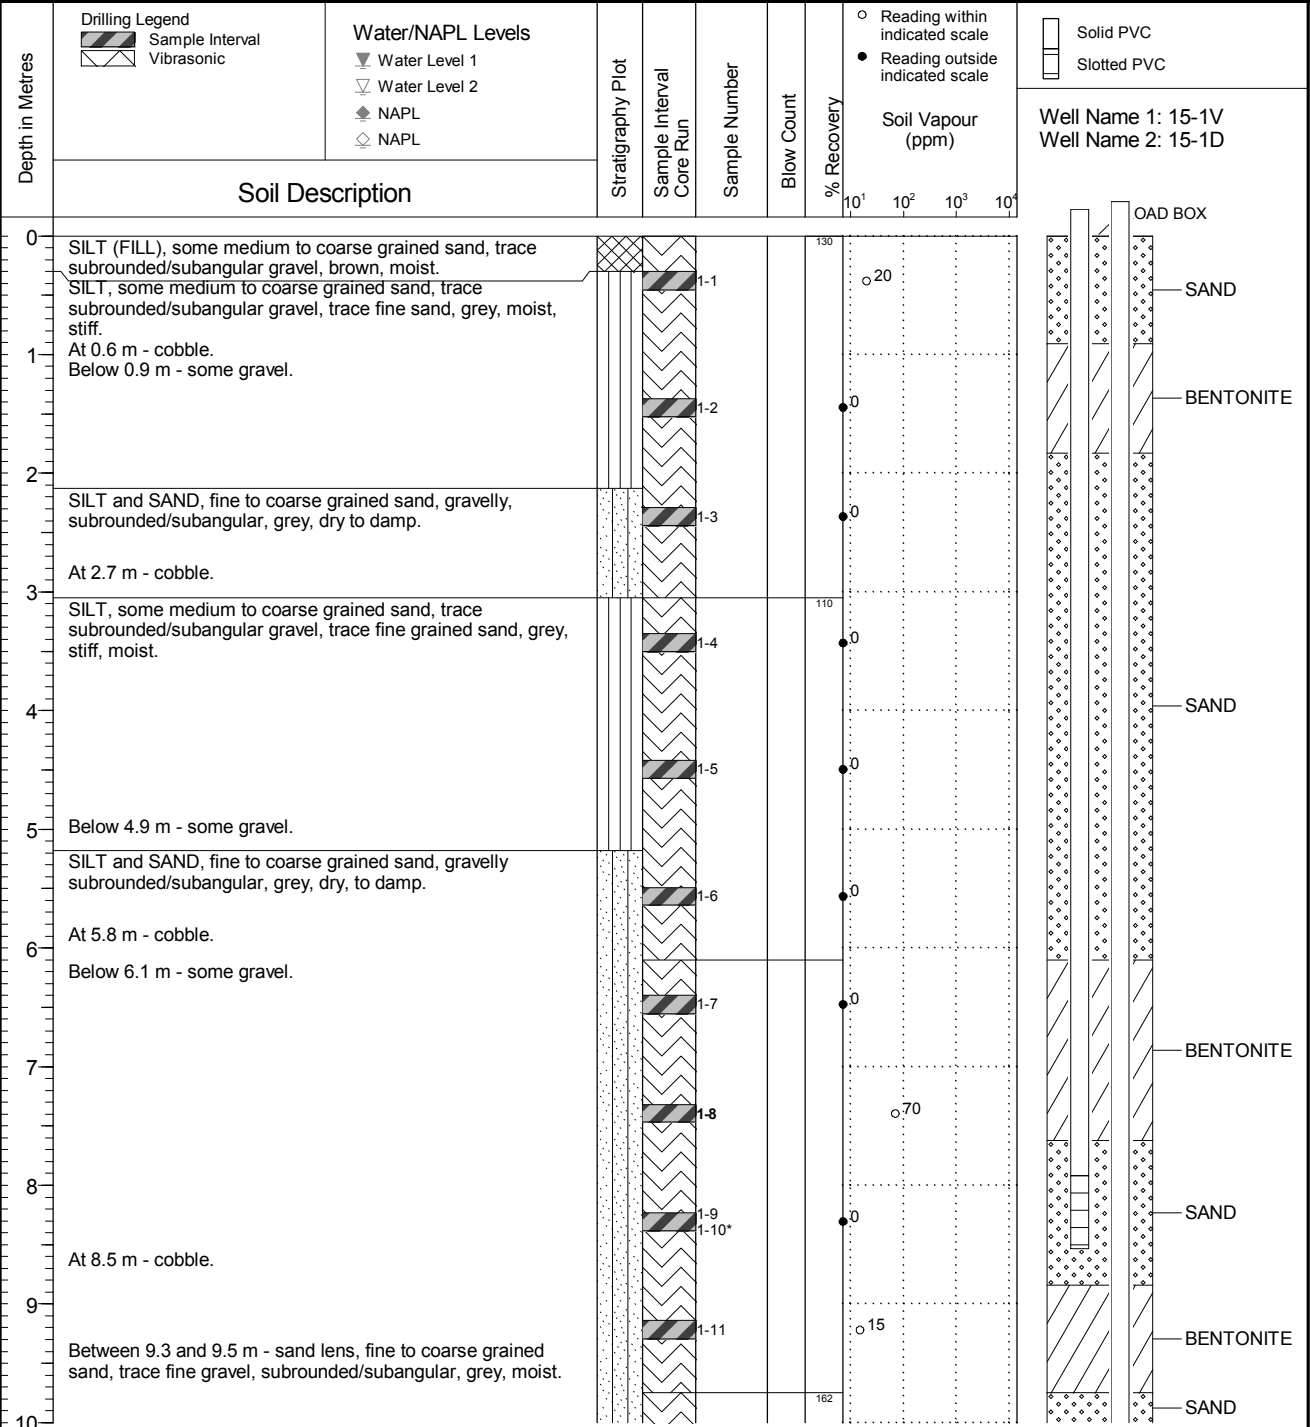 Drilling Legend
Sample Interval
Vibrasonic
Water/NAPL Levels
Water Level 1
Water Level 2
NAPL
NAPL
Depth in Metres
Soil Description
Stratigraphy Plot
Sample Interval
Core Run
Sample Number
Blow Count
% Recovery
Reading within
indicated scale
Reading outside
indicated scale
Soil Vapour
(ppm)
10¹ 10² 10³ 10⁴
Solid PVC
Slotted PVC
Well Name 1: 15-1V
Well Name 2: 15-1D
OAD BOX
0
SILT (FILL), some medium to coarse grained sand, trace
subrounded/subangular gravel, brown, moist.
130
1-1
20
SAND
SILT, some medium to coarse grained sand, trace
subrounded/subangular gravel, trace fine sand, grey, moist,
stiff.
At 0.6 m - cobble.
1
Below 0.9 m - some gravel.
1-2
0
BENTONITE
2
SILT and SAND, fine to coarse grained sand, gravelly,
subrounded/subangular, grey, dry to damp.
1-3
0
At 2.7 m - cobble.
3
SILT, some medium to coarse grained sand, trace
subrounded/subangular gravel, trace fine grained sand, grey,
stiff, moist.
110
1-4
0
4
SAND
1-5
0
Below 4.9 m - some gravel.
5
SILT and SAND, fine to coarse grained sand, gravelly
subrounded/subangular, grey, dry, to damp.
1-6
0
At 5.8 m - cobble.
6
Below 6.1 m - some gravel.
1-7
0
7
BENTONITE
1-8
70
8
1-9
1-10*
0
SAND
At 8.5 m - cobble.
9
1-11
15
BENTONITE
Between 9.3 and 9.5 m - sand lens, fine to coarse grained
sand, trace fine gravel, subrounded/subangular, grey, moist.
162
SAND
10